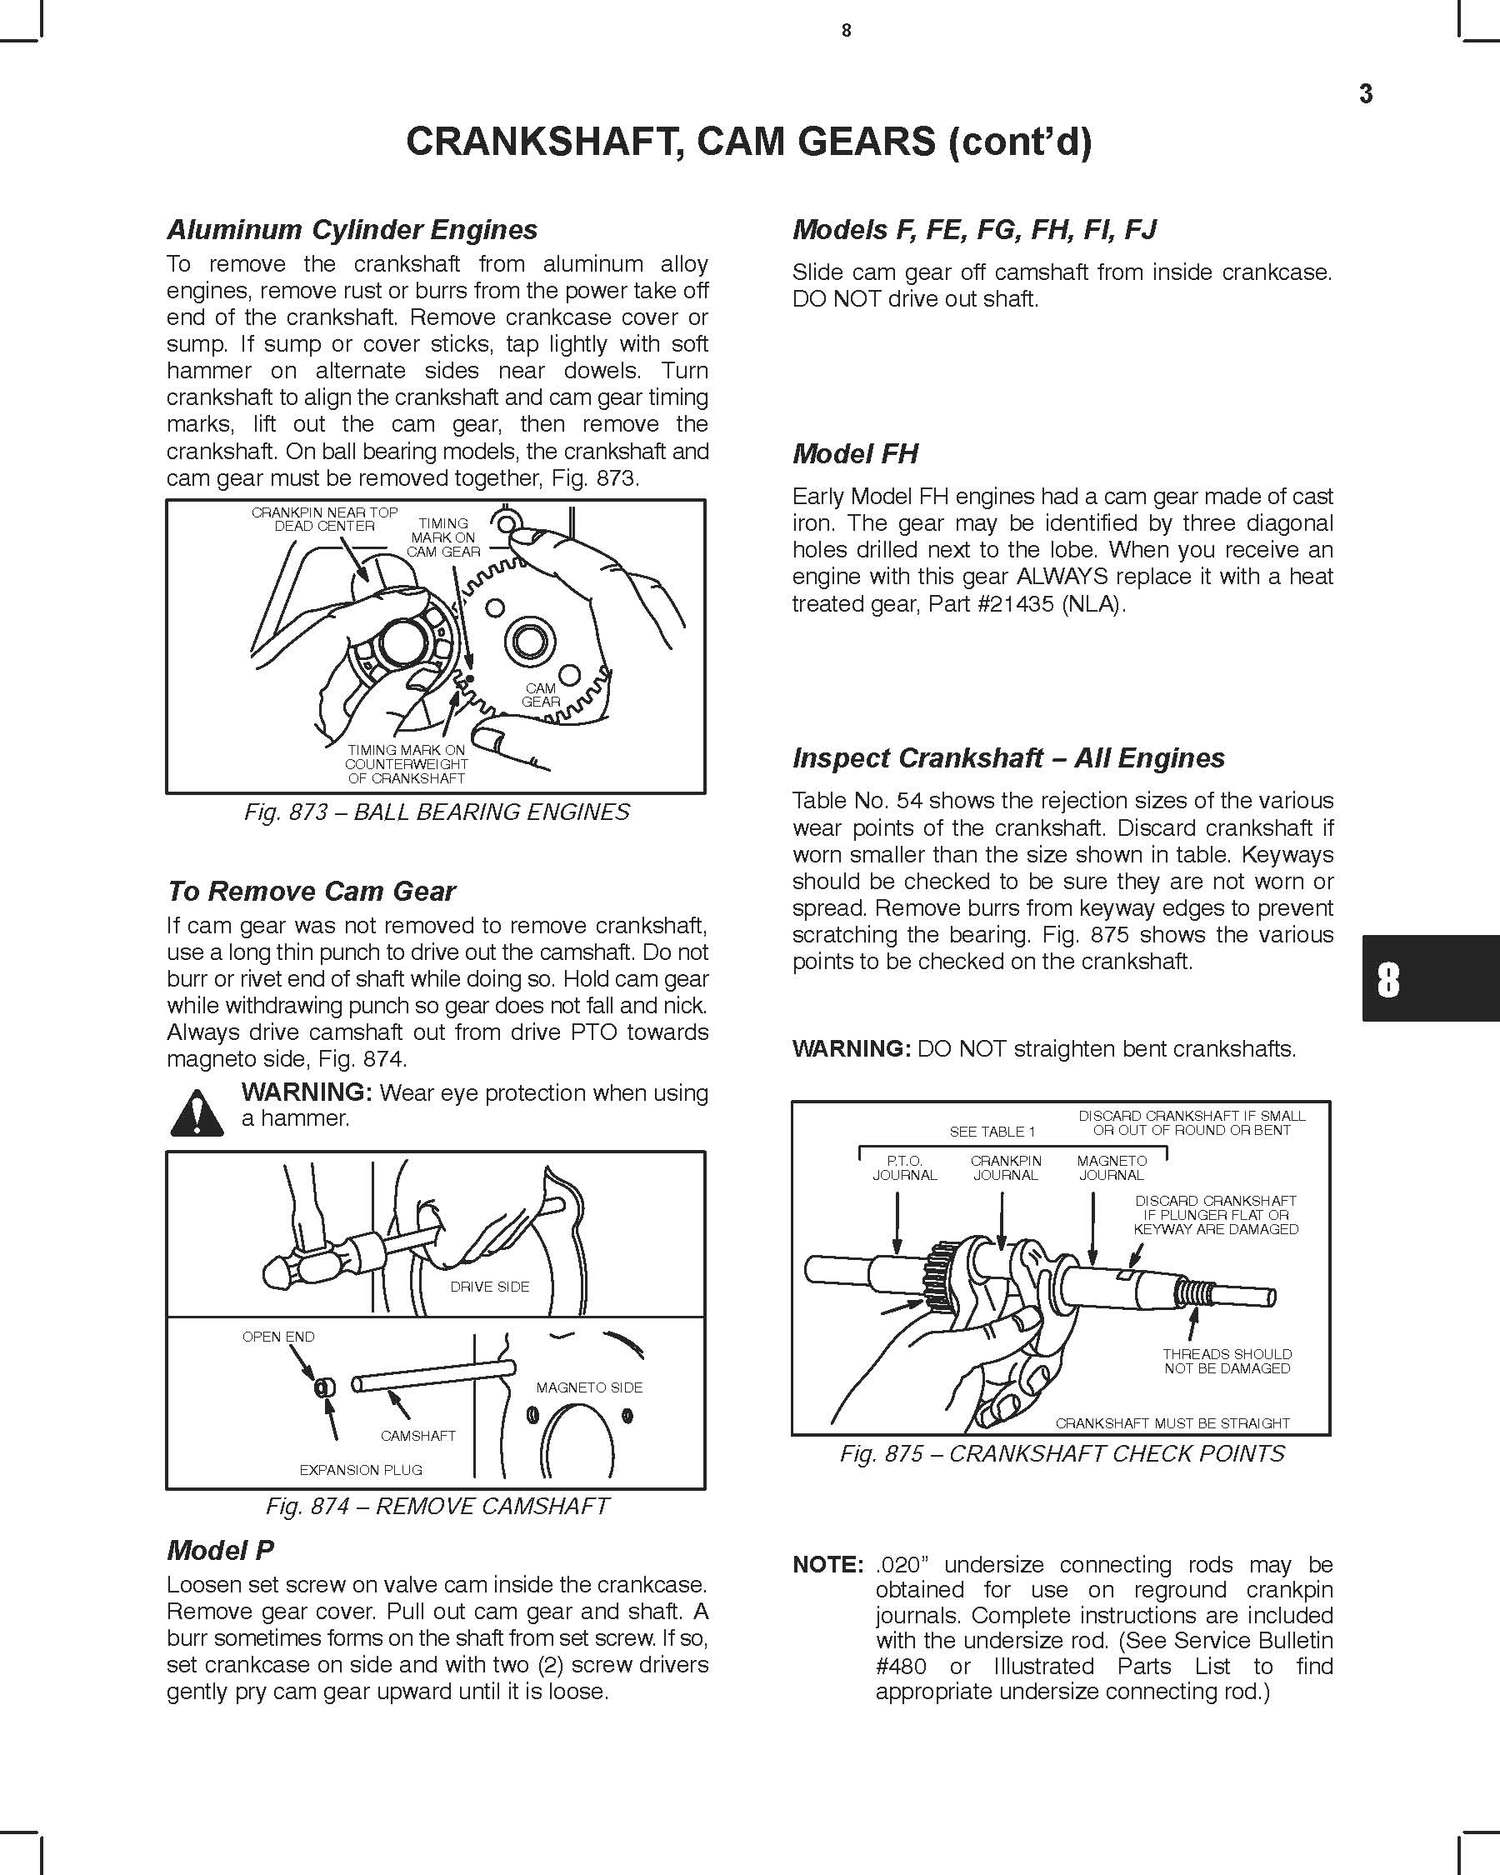 8
3
CRANKSHAFT, CAM GEARS (cont’d)
Aluminum Cylinder Engines
To remove the crankshaft from aluminum alloy
engines, remove rust or burrs from the power take off
end of the crankshaft. Remove crankcase cover or
sump. If sump or cover sticks, tap lightly with soft
hammer on alternate sides near dowels. Turn
crankshaft to align the crankshaft and cam gear timing
marks, lift out the cam gear, then remove the
crankshaft. On ball bearing models, the crankshaft and
cam gear must be removed together, Fig. 873.
CRANKPIN NEAR TOP
DEAD CENTER
TIMING
MARK ON
CAM GEAR
CAM
GEAR
TIMING MARK ON
COUNTERWEIGHT
OF CRANKSHAFT
Fig. 873 – BALL BEARING ENGINES
To Remove Cam Gear
If cam gear was not removed to remove crankshaft,
use a long thin punch to drive out the camshaft. Do not
burr or rivet end of shaft while doing so. Hold cam gear
while withdrawing punch so gear does not fall and nick.
Always drive camshaft out from drive PTO towards
magneto side, Fig. 874.
WARNING: Wear eye protection when using
a hammer.
DRIVE SIDE
OPEN END
MAGNETO SIDE
CAMSHAFT
EXPANSION PLUG
Fig. 874 – REMOVE CAMSHAFT
Model P
Loosen set screw on valve cam inside the crankcase.
Remove gear cover. Pull out cam gear and shaft. A
burr sometimes forms on the shaft from set screw. If so,
set crankcase on side and with two (2) screw drivers
gently pry cam gear upward until it is loose.
Models F, FE, FG, FH, FI, FJ
Slide cam gear off camshaft from inside crankcase.
DO NOT drive out shaft.
Model FH
Early Model FH engines had a cam gear made of cast
iron. The gear may be identified by three diagonal
holes drilled next to the lobe. When you receive an
engine with this gear ALWAYS replace it with a heat
treated gear, Part #21435 (NLA).
Inspect Crankshaft – All Engines
Table No. 54 shows the rejection sizes of the various
wear points of the crankshaft. Discard crankshaft if
worn smaller than the size shown in table. Keyways
should be checked to be sure they are not worn or
spread. Remove burrs from keyway edges to prevent
scratching the bearing. Fig. 875 shows the various
points to be checked on the crankshaft.
8
WARNING: DO NOT straighten bent crankshafts.
DISCARD CRANKSHAFT IF SMALL
OR OUT OF ROUND OR BENT
SEE TABLE 1
P.T.O.
JOURNAL
CRANKPIN
JOURNAL
MAGNETO
JOURNAL
DISCARD CRANKSHAFT
IF PLUNGER FLAT OR
KEYWAY ARE DAMAGED
THREADS SHOULD
NOT BE DAMAGED
CRANKSHAFT MUST BE STRAIGHT
Fig. 875 – CRANKSHAFT CHECK POINTS
NOTE: .020” undersize connecting rods may be
obtained for use on reground crankpin
journals. Complete instructions are included
with the undersize rod. (See Service Bulletin
#480 or Illustrated Parts List to find
appropriate undersize connecting rod.)